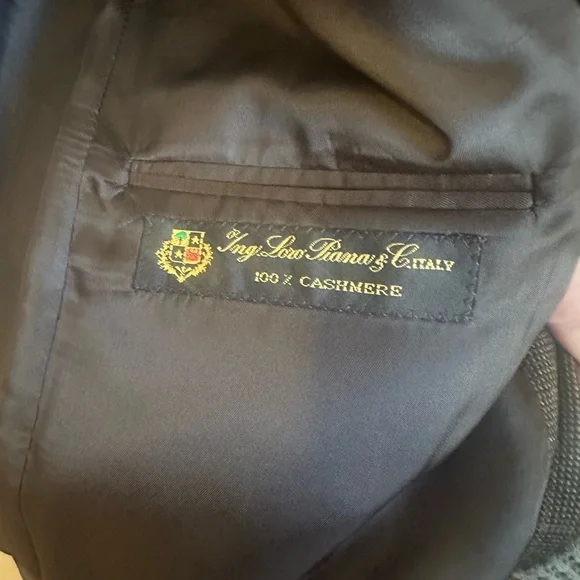 Ing. Loro Piana & C. ITALY
100% CASHMERE